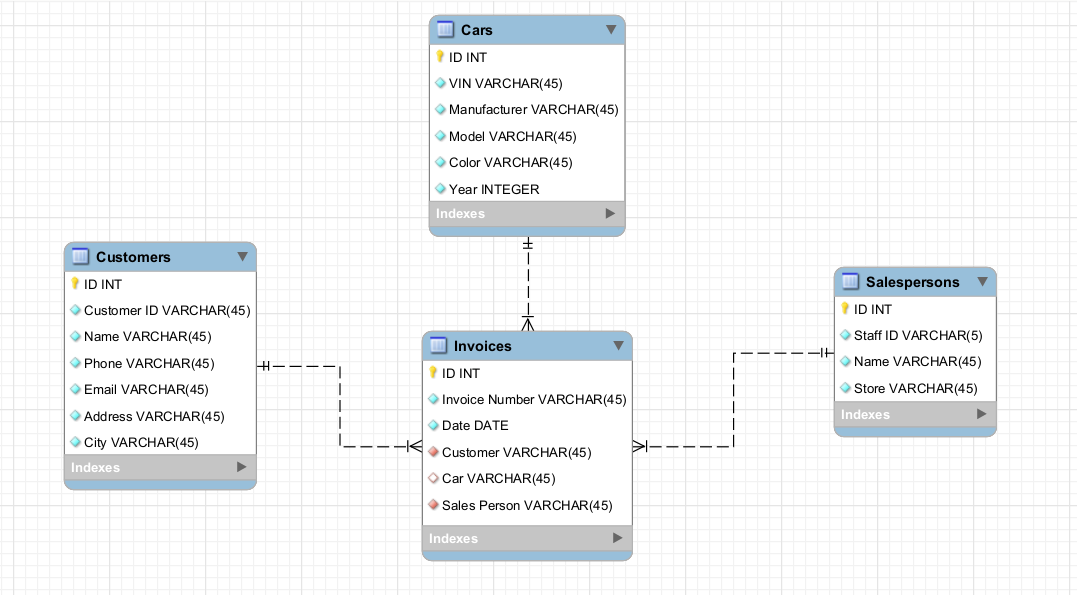 Cars
ID INT
VIN VARCHAR(45)
Manufacturer VARCHAR(45)
Model VARCHAR(45)
Color VARCHAR(45)
Year INTEGER
Indexes
Customers
ID INT
Customer ID VARCHAR(45)
Name VARCHAR(45)
Phone VARCHAR(45)
Email VARCHAR(45)
Address VARCHAR(45)
City VARCHAR(45)
Indexes
Invoices
ID INT
Invoice Number VARCHAR(45)
Date DATE
Customer VARCHAR(45)
Car VARCHAR(45)
Sales Person VARCHAR(45)
Indexes
Salespersons
ID INT
Staff ID VARCHAR(5)
Name VARCHAR(45)
Store VARCHAR(45)
Indexes